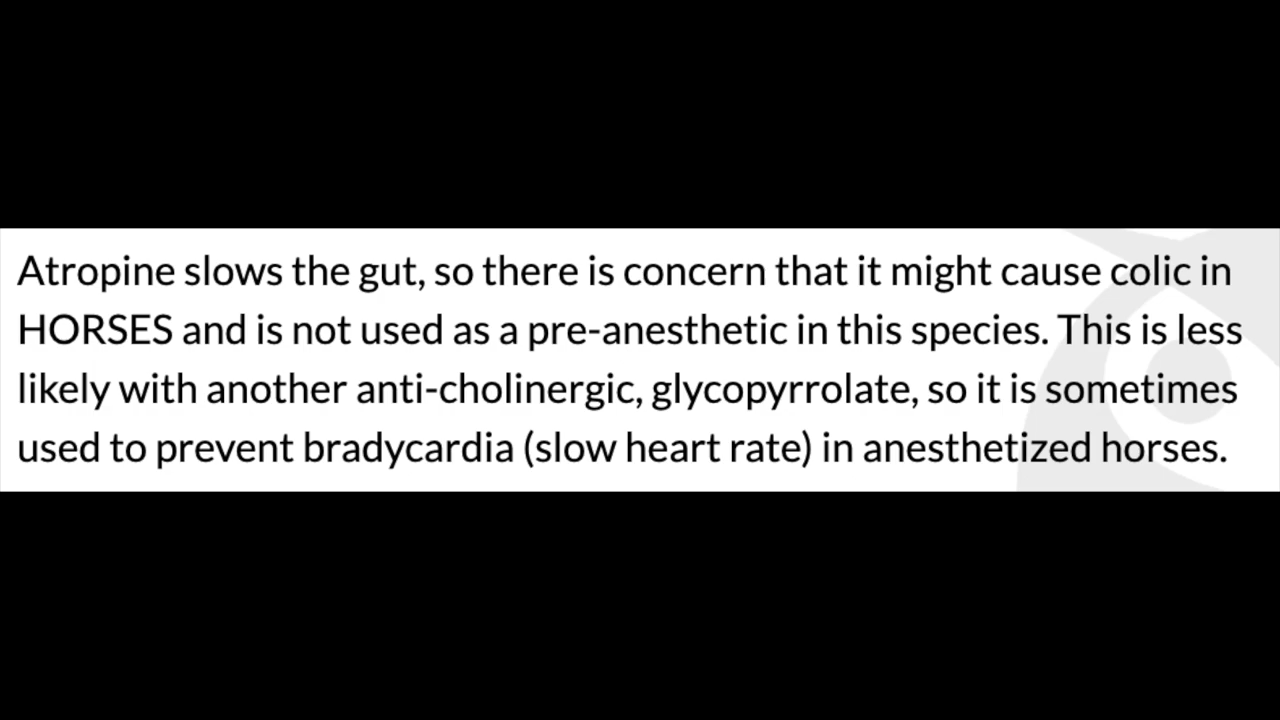 Atropine slows the gut, so there is concern that it might cause colic in
HORSES and is not used as a pre-anesthetic in this species. This is less
likely with another anti-cholinergic, glycopyrrolate, so it is sometimes
used to prevent bradycardia (slow heart rate) in anesthetized horses.